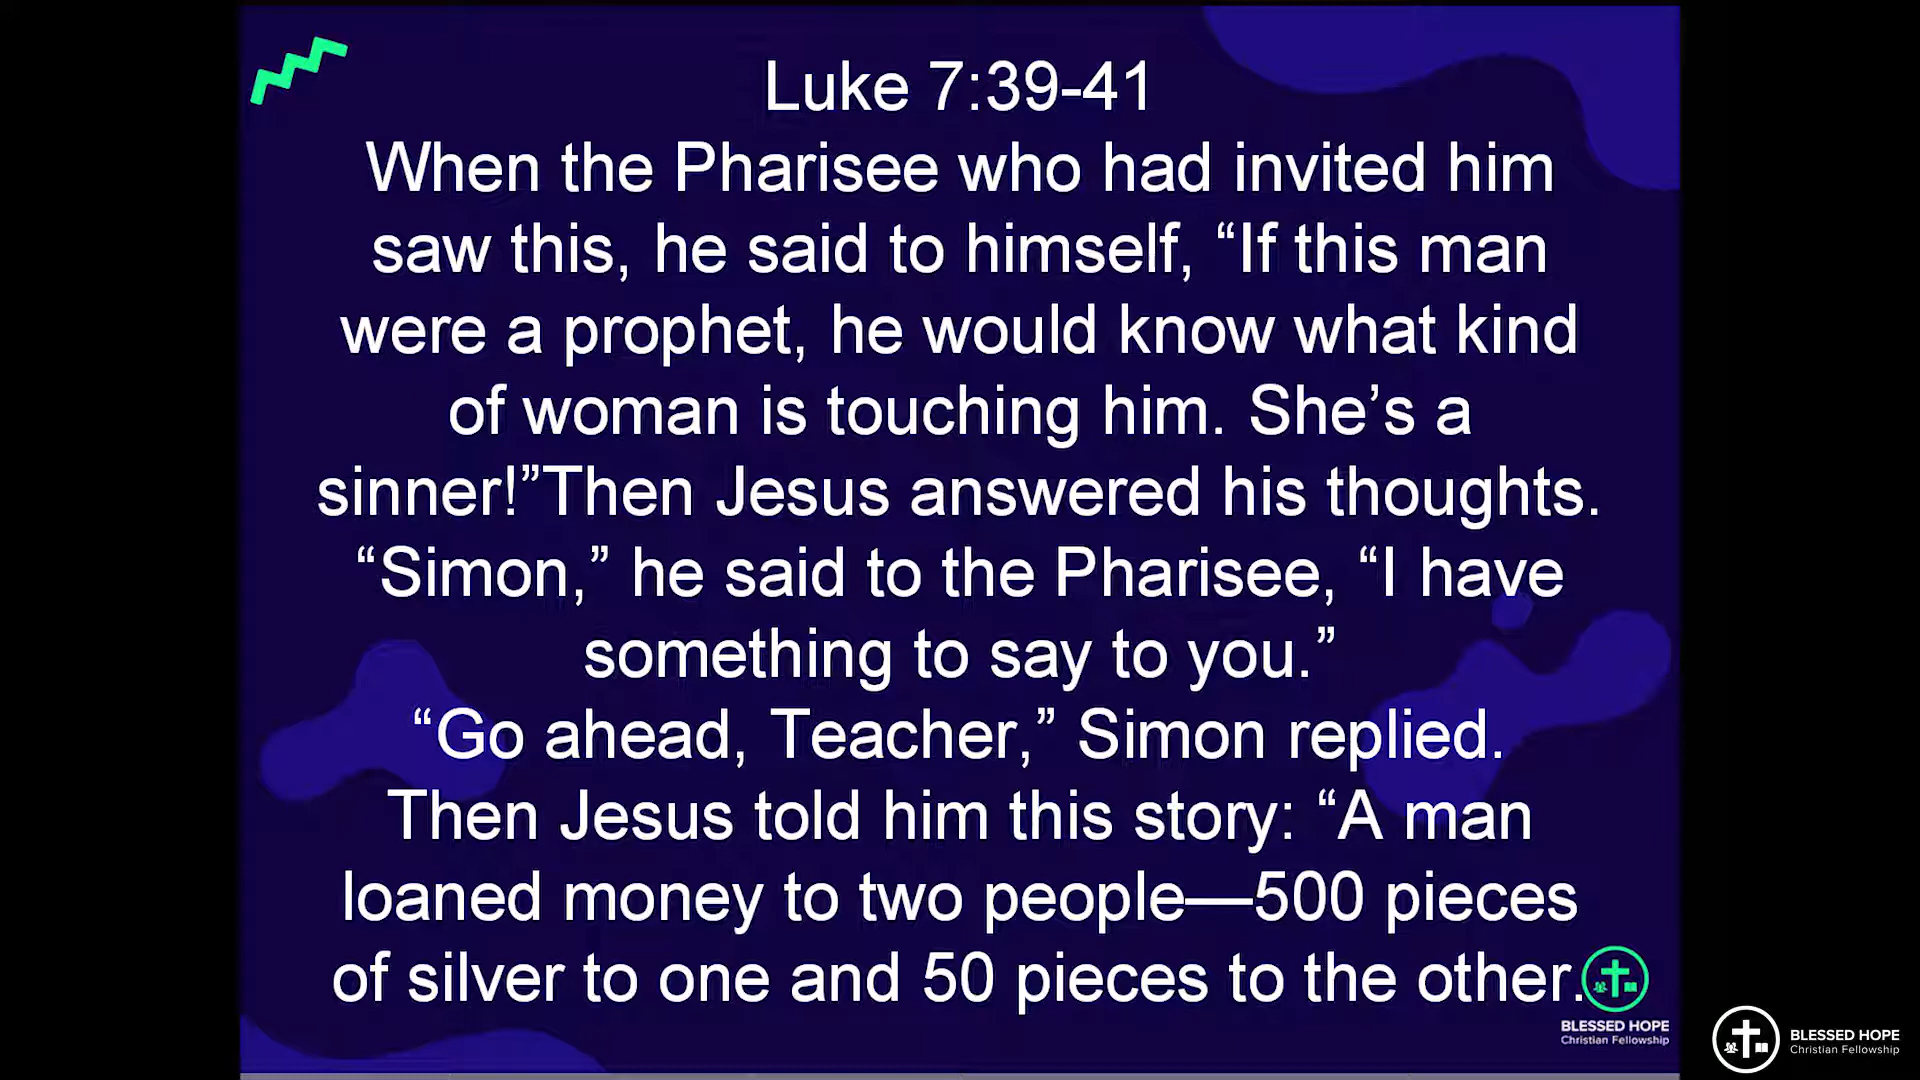 Luke 7:39-41
When the Pharisee who had invited him
saw this, he said to himself, “If this man
were a prophet, he would know what kind
of woman is touching him. She’s a
sinner!”Then Jesus answered his thoughts.
“Simon,” he said to the Pharisee, “I have
something to say to you.”
“Go ahead, Teacher,” Simon replied.
Then Jesus told him this story: “A man
loaned money to two people—500 pieces
of silver to one and 50 pieces to the other.
BLESSED HOPE
Christian Fellowship
BLESSED HOPE
Christian Fellowship